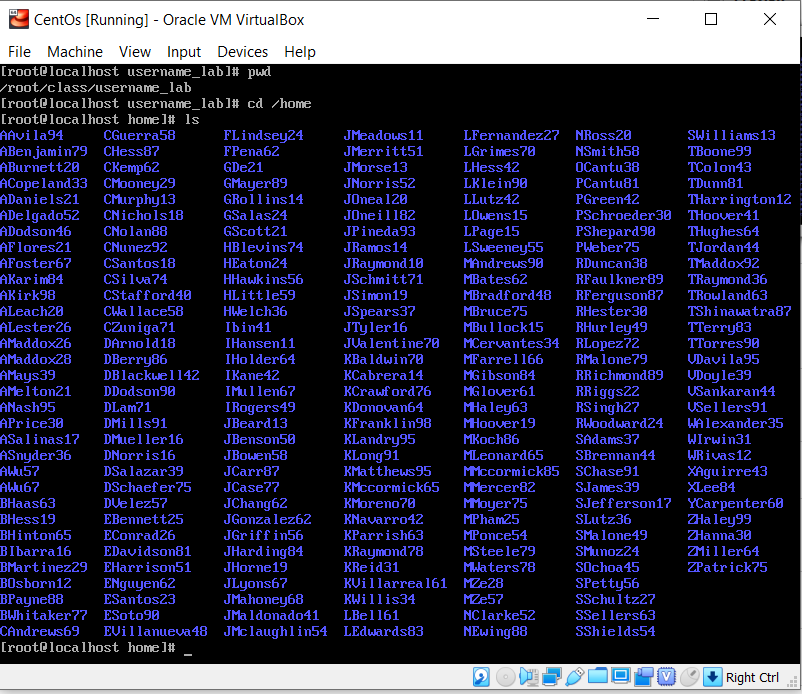 CentOs [Running] - Oracle VM VirtualBox
File Machine View Input Devices Help
[root@localhost username_lab]# pwd
/root/class/username_lab
[root@localhost username_lab]# cd /home
[root@localhost home]# ls
AAvila94 CGuerra58 FLindsey24 JMeadows11 LFernandez27 NRoss20 SWilliams13
ABenjamin79 CHess87 FPena62 JMerritt51 LGrimes70 NSmith58 TBoone99
ABurnett20 CKemp62 GDe21 JMorse13 LHess42 OCantu38 TColon43
ACopeland33 CMooney29 GMayer89 JNorris52 LKlein90 PCantu81 TDunn81
ADaniels21 CMurphy13 GRollins14 JOneal20 LLutz42 PGreen42 THarrington12
ADelgado52 CNichols18 GSalas24 JOneill82 LOwens15 PSchroeder30 THoover41
ADodson46 CNolan88 GScott21 JPineda93 LPage15 PShepard90 THughes64
AFlores21 CNunez92 HBlevins74 JRamos14 LSweeney55 PWeber75 TJordan44
AFoster67 CSantos18 HEaton24 JRaymond10 MAndrews90 RDuncan38 TMaddox92
AKarim84 CSilva74 HHawkins56 JSchmitt71 MBates62 RFaulkner89 TRaymond36
AKirk98 CStafford40 HLittle59 JSimon19 MBradford48 RFerguson87 TRowland63
ALeach20 CWallace58 HWelch36 JSpears37 MBruce75 RHester30 TShinawatra87
ALester26 CZuniga71 Ibin41 JTyler16 MBullock15 RHurley49 TTerry83
AMaddox26 DArnold18 IHansen11 JValentine70 MCervantes34 RLopez72 TTorres90
AMaddox28 DBerry86 IHolder64 KBaldwin70 MFarrell66 RMalone79 VDavila95
AMays39 DBlackwell42 IKane42 KCabrera14 MGibson84 RRichmond89 VDoyle39
AMelton21 DDodson90 IMullen67 KCrawford76 MGlover61 RRiggs22 VSankaran44
ANash95 DLam71 IRogers49 KDonovan64 MHaley63 RSingh27 VSellers91
APrice30 DMills91 JBeard13 KFranklin98 MHoover19 RWoodward24 WAlexander35
ASalinas17 DMueller16 JBenson50 KLandry95 MKoch86 SAdams37 WIrwin31
ASnyder36 DNorris16 JBowen58 KLong91 MLeonard65 SBrennan44 WRivas12
AWu57 DSalazar39 JCarr87 KMatthews95 MMccormick85 SChase91 XAguirre43
AWu67 DSchaefer75 JCase77 KMccormick65 MMercer82 SJames39 XLee84
BHaas63 DVelez57 JChang62 KMoreno70 MMoyer75 SJefferson17 YCarpenter60
BHess19 EBennett25 JGonzalez62 KNavarro42 MPham25 SLutz36 ZHaley99
BHinton65 EConrad26 JGriffin56 KParrish63 MPonce54 SMalone49 ZHanna30
BIbarra16 EDavidson81 JHarding84 KRaymond78 MSteele79 SMunoz24 ZMiller64
BMartinez29 EHarrison51 JHorne19 KReid31 MWaters78 SOchoa45 ZPatrick75
BOsborn12 ENguyen62 JLyons67 KVillarreal61 MZe28 SPetty56
BPayne88 ESantos23 JMahoney68 KWillis34 MZe57 SSchultz27
BWhitaker77 ESoto90 JMaldonado41 LBell61 NClarke52 SSellers63
CAndrews69 EVillanueva48 JMclaughlin54 LEdwards83 NEwing88 SShields54
[root@localhost home]# _
Right Ctrl